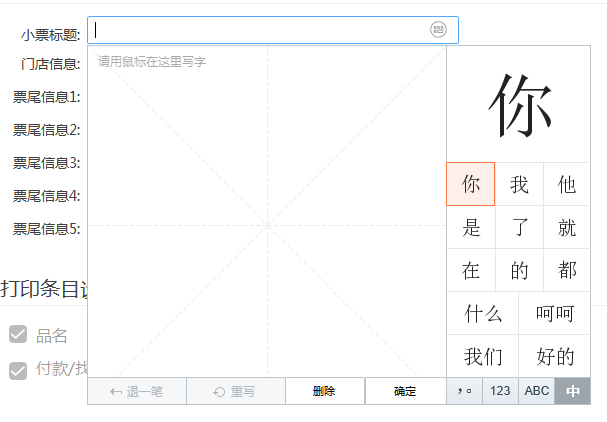 小票标题:
门店信息:
请用鼠标在这里写字
票尾信息1:
票尾信息2:
票尾信息3:
票尾信息4:
票尾信息5:
打印条目
品名
付款/找
你
你 我 他
是 了 就
在 的 都
什么 呵呵
我们 好的
退一笔 重写 删除 确定
，。 123 ABC 中